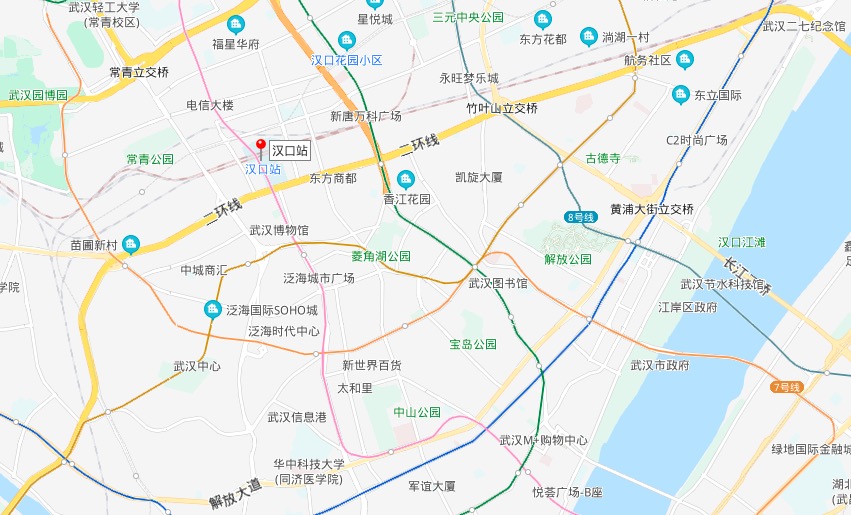 武汉轻工大学
(常青校区)
星悦城
三元中央公园
福星华府
东方花都
淌湖一村
武汉二七纪念馆
汉口花园小区
航务社区
常青立交桥
永旺梦乐城
武汉园博园
电信大楼
竹叶山立交桥
东立国际
新唐万科广场
C2时尚广场
二环线
汉口站
常青公园
汉口站
古德寺
东方商都
凯旋大厦
香江花园
二环线
黄浦大街立交桥
8号线
武汉博物馆
苗圃新村
汉口江滩
菱角湖公园
解放公园
中城商汇
长江
桥
泛海城市广场
武汉图书馆
武汉节水科技馆
学院
泛海国际SOHO城
江岸区政府
泛海时代中心
宝岛公园
武汉中心
新世界百货
武汉市政府
太和里
7号线
武汉信息港
中山公园
武汉M+购物中心
绿地国际金融城
华中科技大学
(同济医学院)
解放大道
军谊大厦
悦荟广场-B座
湖北
(武昌